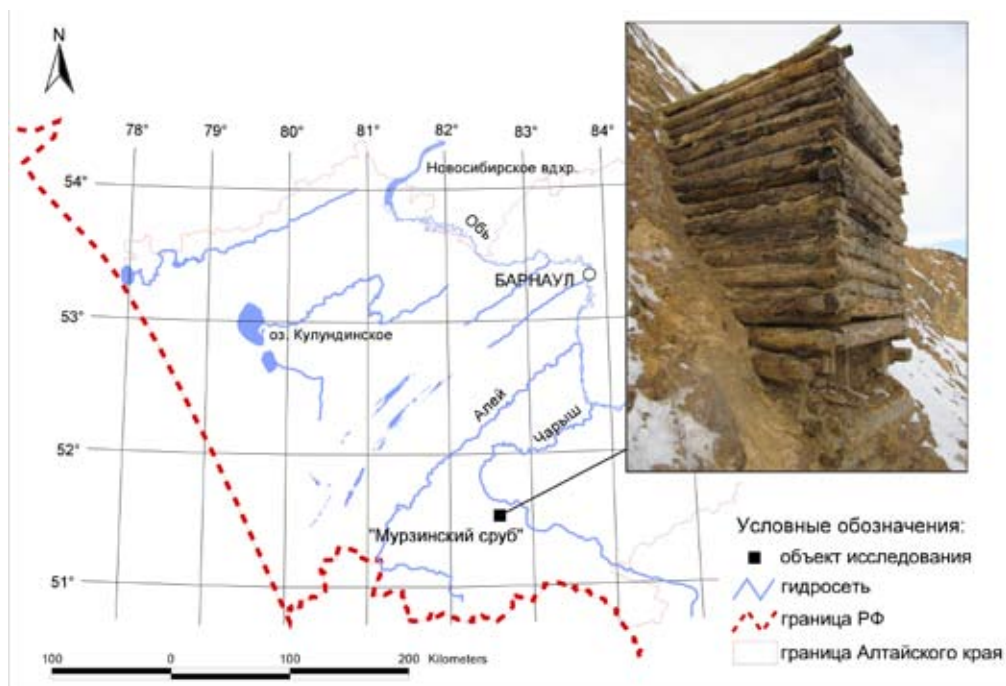 N
78° 79° 80° 81° 82° 83° 84°
54°
Новосибирское вдхр.
Обь
БАРНАУЛ
53°
оз. Кулундинское
Алей
Чарыш
52°
"Мурзинский сруб"
51°
Условные обозначения:
объект исследования
гидросеть
граница РФ
граница Алтайского края
100 0 100 200 Kilometers